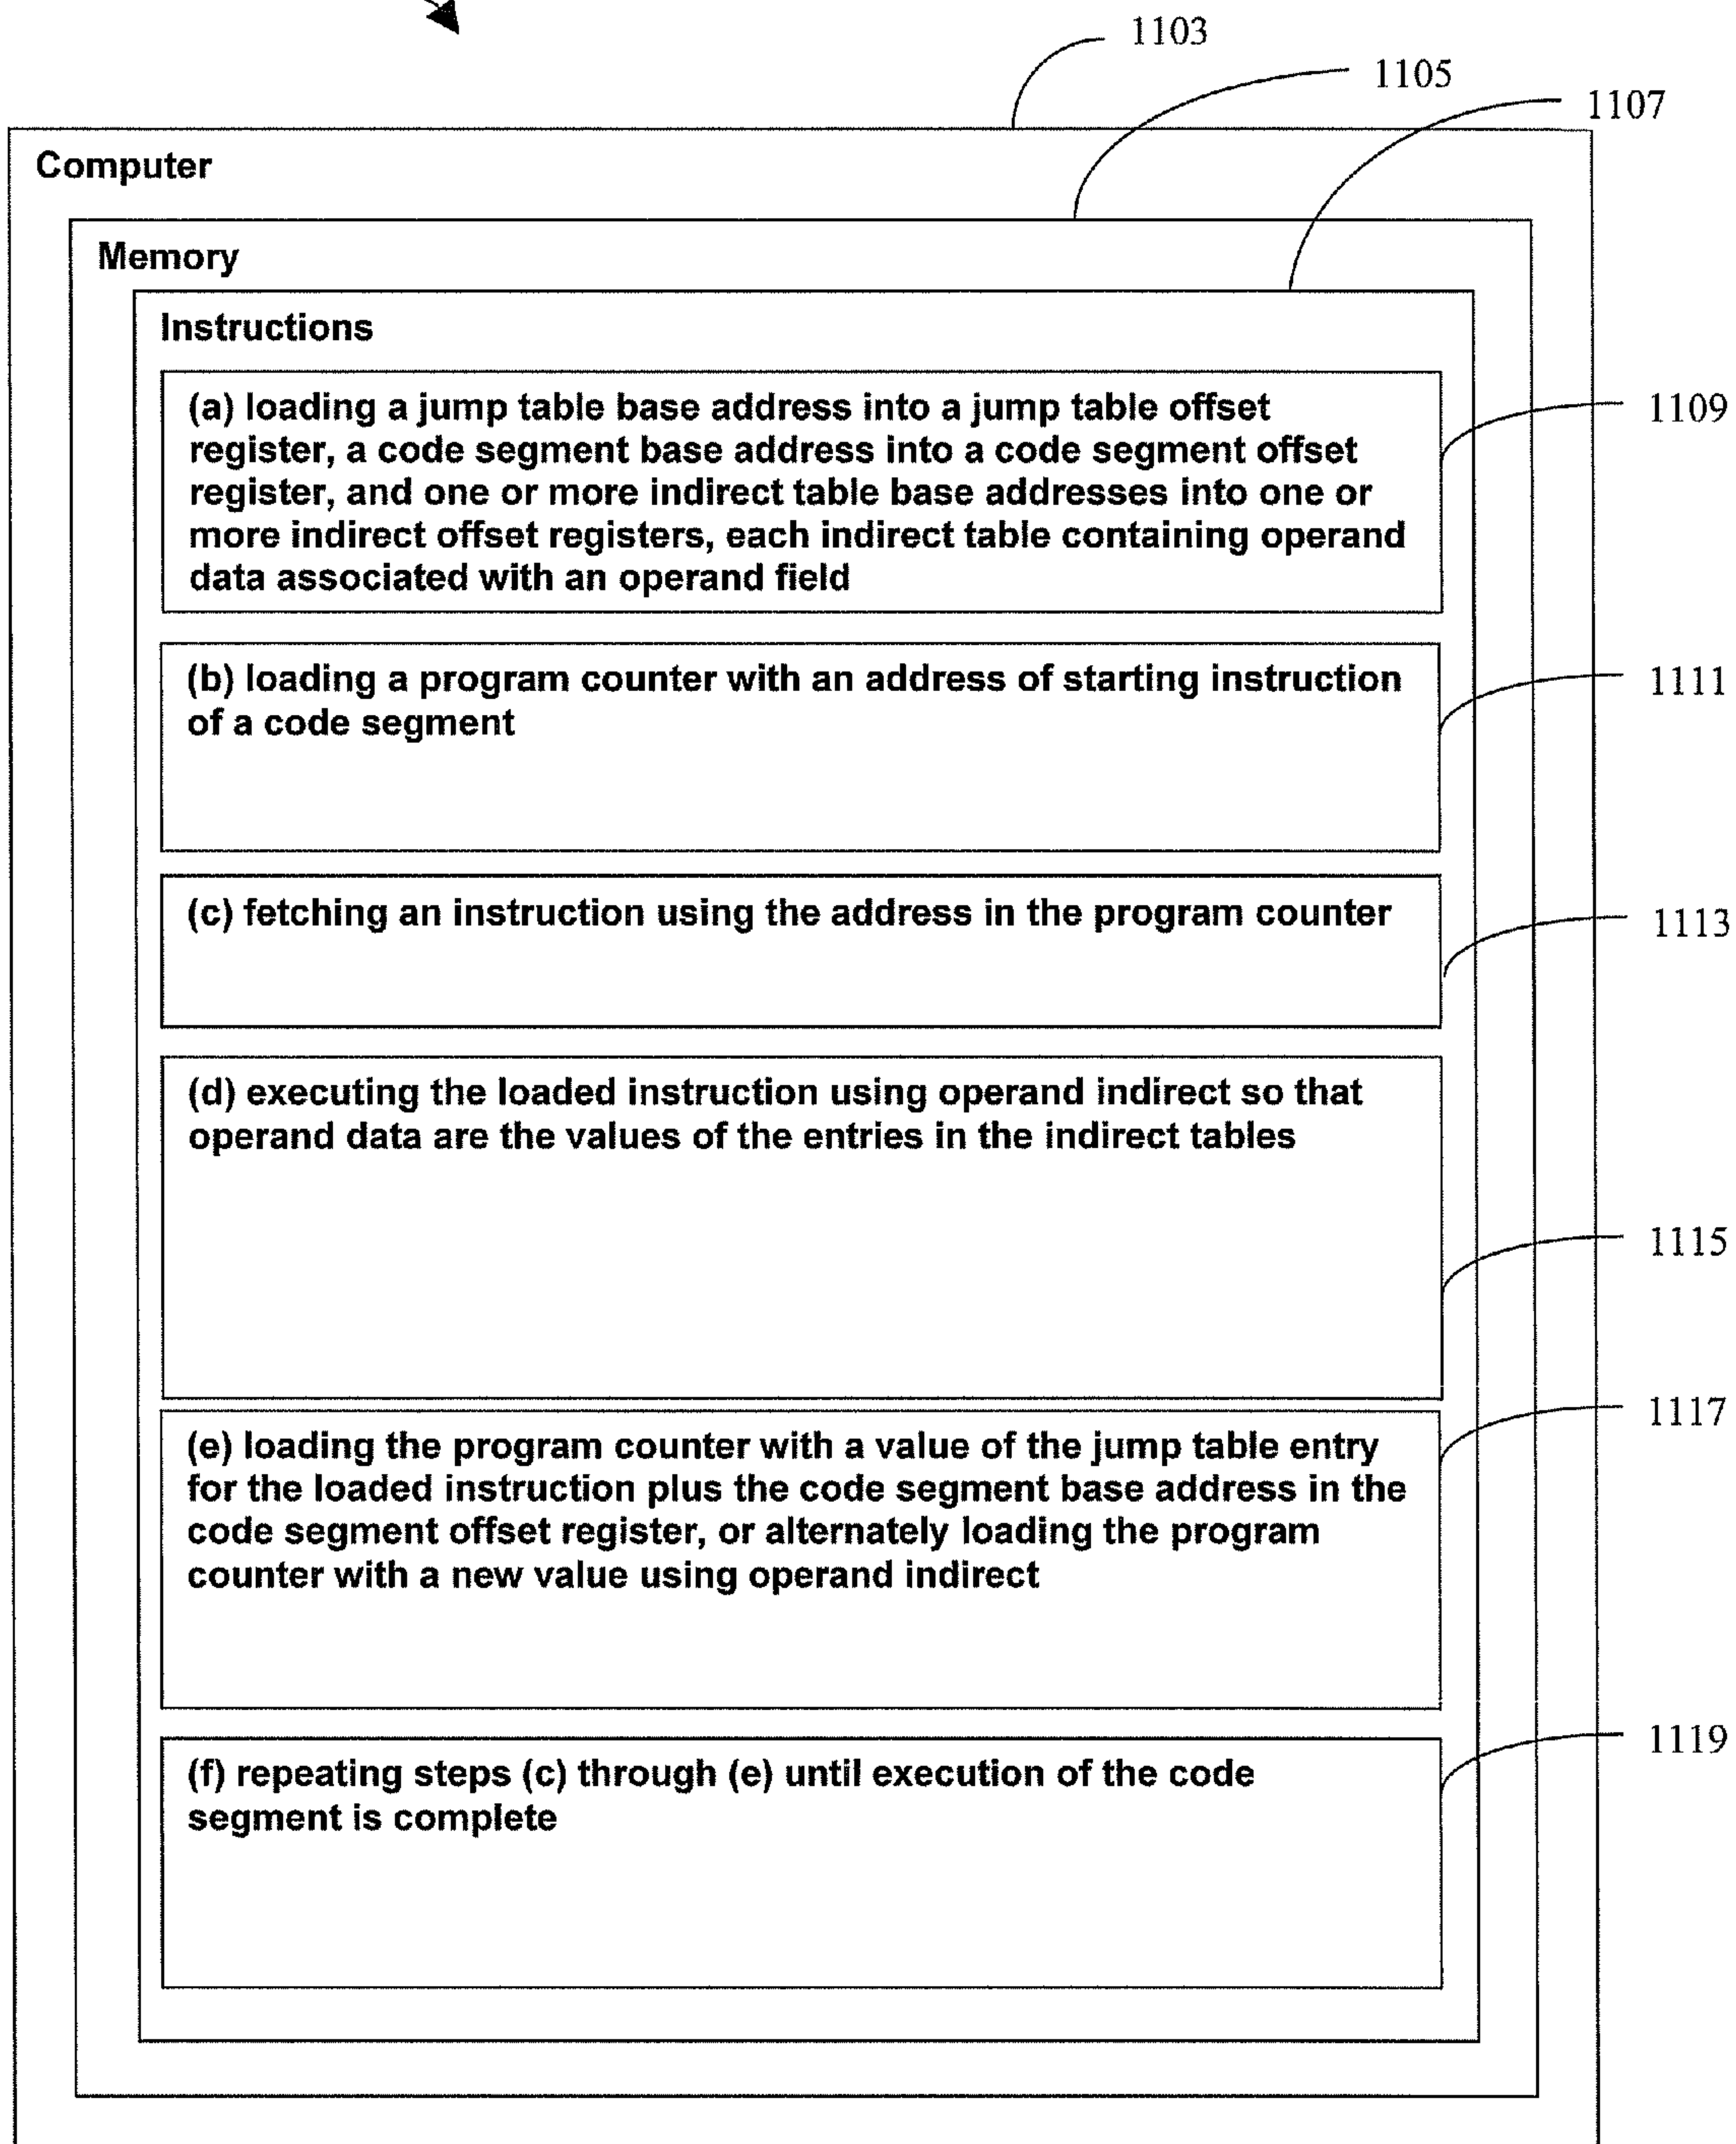 1103
1105
1107
Computer
Memory
Instructions
(a) loading a jump table base address into a jump table offset
register, a code segment base address into a code segment offset
register, and one or more indirect table base addresses into one or
more indirect offset registers, each indirect table containing operand
data associated with an operand field
1109
(b) loading a program counter with an address of starting instruction
of a code segment
1111
(c) fetching an instruction using the address in the program counter
1113
(d) executing the loaded instruction using operand indirect so that
operand data are the values of the entries in the indirect tables
1115
(e) loading the program counter with a value of the jump table entry
for the loaded instruction plus the code segment base address in the
code segment offset register, or alternately loading the program
counter with a new value using operand indirect
1117
(f) repeating steps (c) through (e) until execution of the code
segment is complete
1119